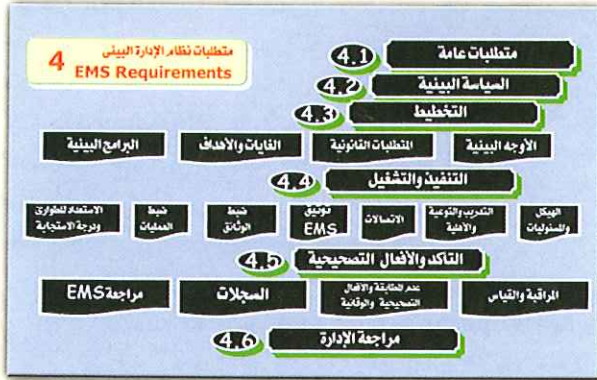 متطلبات نظام الإدارة البيئى
4 EMS Requirements
4.1 متطلبات عامة
4.2 السياسة البيئية
4.3 التخطيط
الأوجه البيئية
المتطلبات القانونية
الغايات والأهداف
البرامج البيئية
4.4 التنفيذ والتشغيل
الهيكل
والمسئوليات
التدريب والتوعية
والأهلية
الاتصالات
توثيق
EMS
ضبط
الوثائق
ضبط
العمليات
الاستعداد للطوارئ
ودرجة الاستجابة
4.5 التأكد والأفعال التصحيحية
المراقبة والقياس
عدم المطابقة والأفعال
التصحيحية والوقائية
السجلات
مراجعة EMS
4.6 مراجعة الإدارة